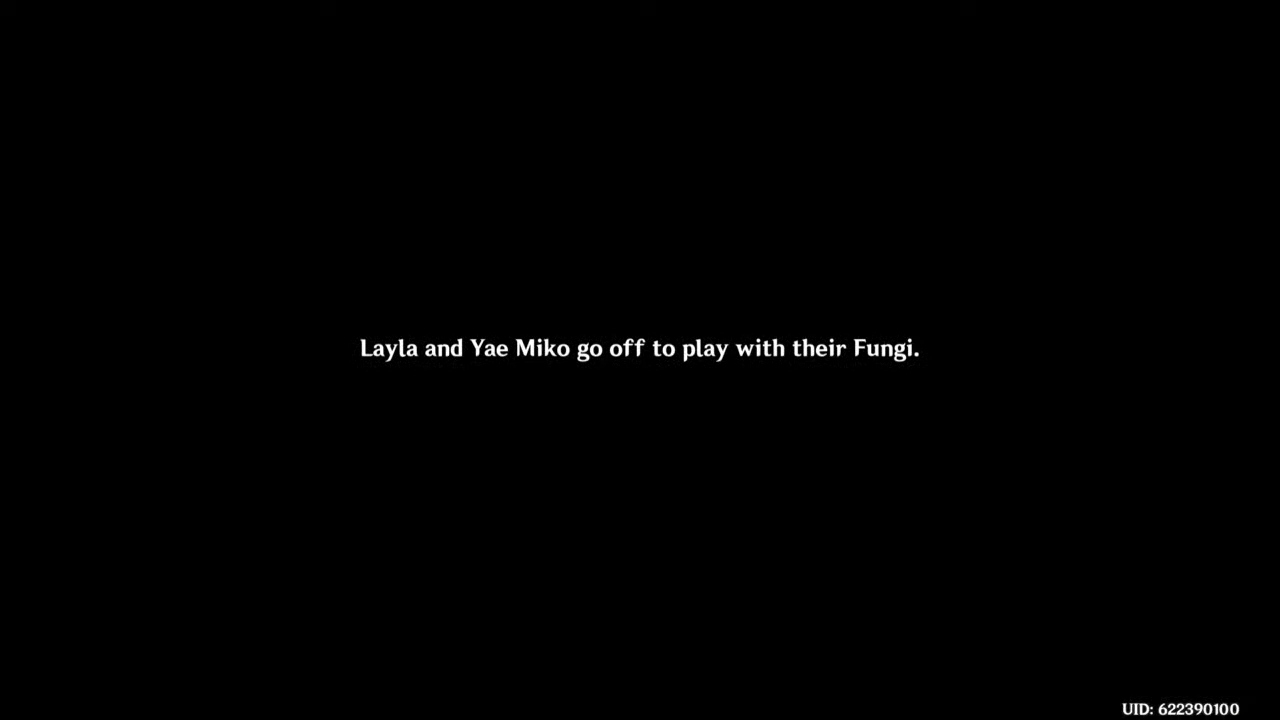 Layla and Yae Miko go off to play with their Fungi.
UID: 622390100